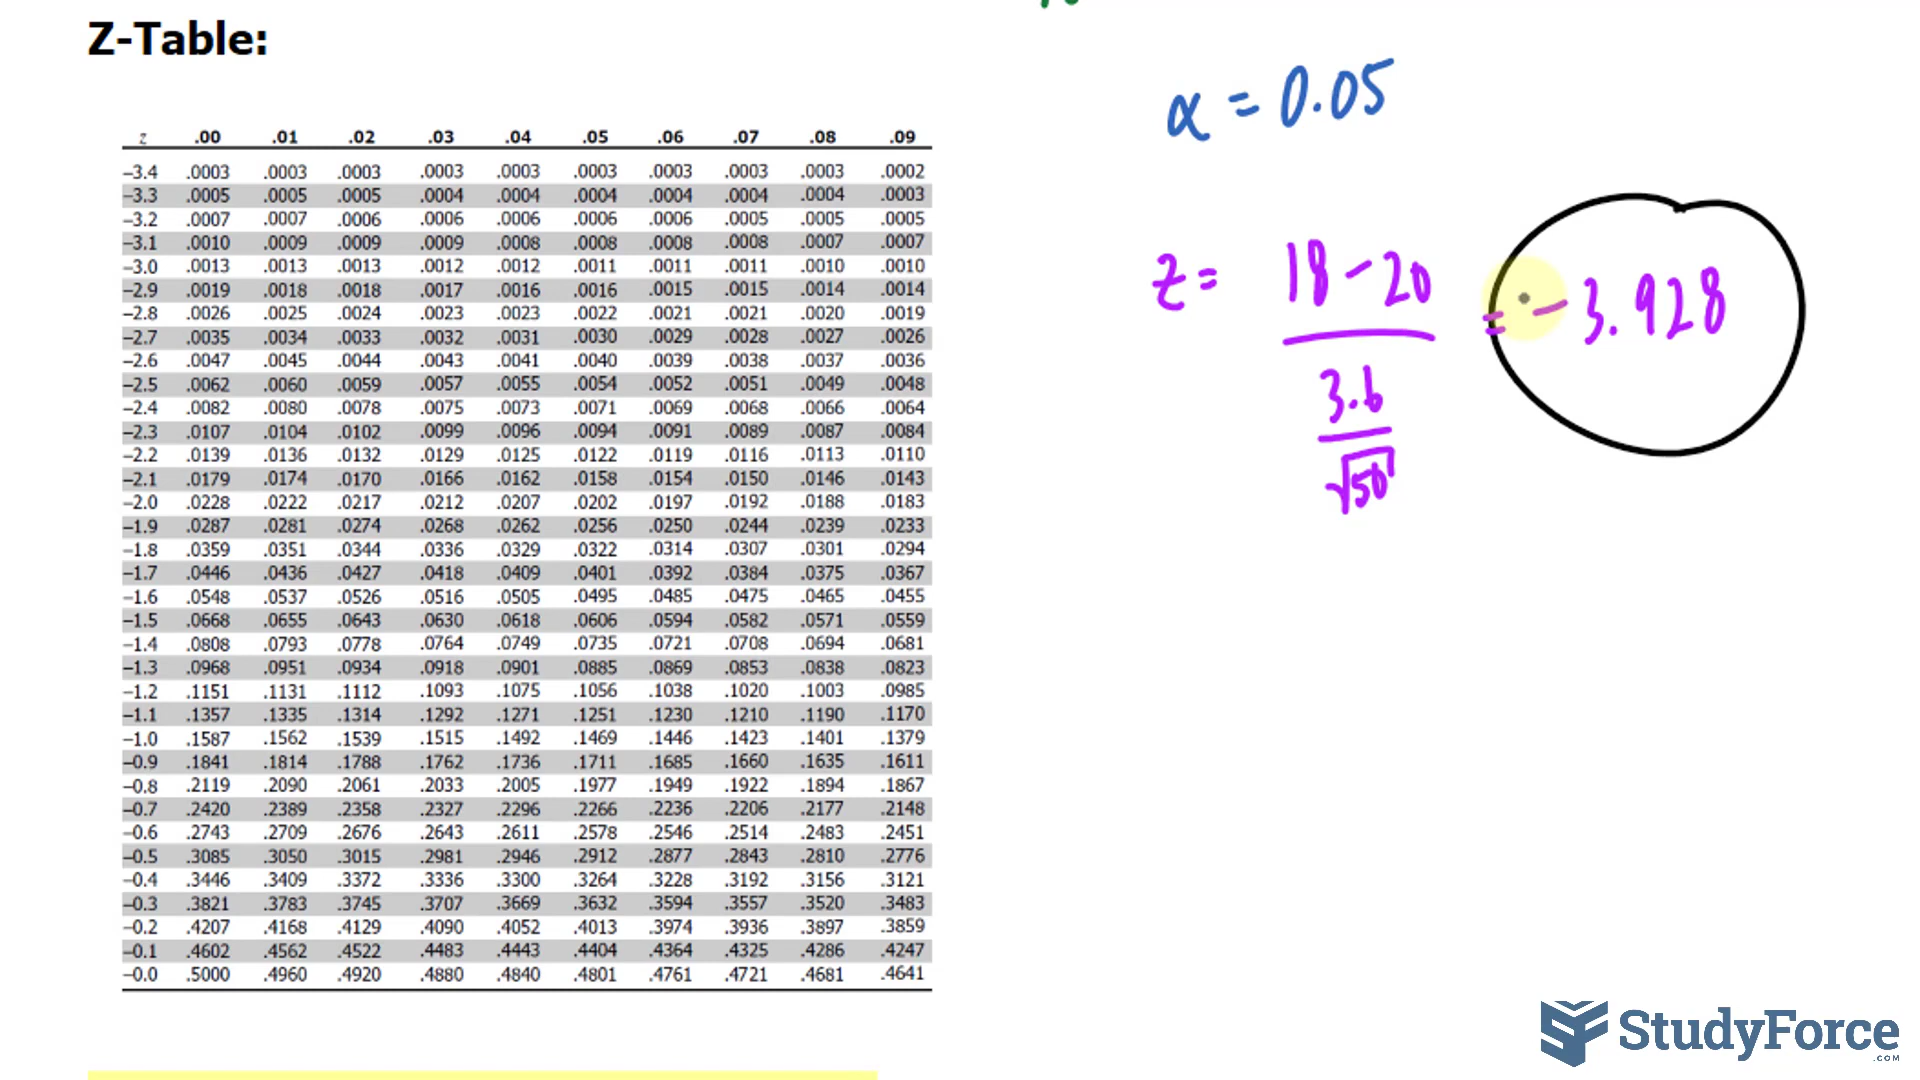 Z-Table:
α = 0.05
z .00 .01 .02 .03 .04 .05 .06 .07 .08 .09
–3.4 .0003 .0003 .0003 .0003 .0003 .0003 .0003 .0003 .0003 .0002
–3.3 .0005 .0005 .0005 .0004 .0004 .0004 .0004 .0004 .0004 .0003
–3.2 .0007 .0007 .0006 .0006 .0006 .0006 .0006 .0005 .0005 .0005
–3.1 .0010 .0009 .0009 .0009 .0008 .0008 .0008 .0008 .0007 .0007
–3.0 .0013 .0013 .0013 .0012 .0012 .0011 .0011 .0011 .0010 .0010
–2.9 .0019 .0018 .0018 .0017 .0016 .0016 .0015 .0015 .0014 .0014
–2.8 .0026 .0025 .0024 .0023 .0023 .0022 .0021 .0021 .0020 .0019
–2.7 .0035 .0034 .0033 .0032 .0031 .0030 .0029 .0028 .0027 .0026
–2.6 .0047 .0045 .0044 .0043 .0041 .0040 .0039 .0038 .0037 .0036
–2.5 .0062 .0060 .0059 .0057 .0055 .0054 .0052 .0051 .0049 .0048
–2.4 .0082 .0080 .0078 .0075 .0073 .0071 .0069 .0068 .0066 .0064
–2.3 .0107 .0104 .0102 .0099 .0096 .0094 .0091 .0089 .0087 .0084
–2.2 .0139 .0136 .0132 .0129 .0125 .0122 .0119 .0116 .0113 .0110
–2.1 .0179 .0174 .0170 .0166 .0162 .0158 .0154 .0150 .0146 .0143
–2.0 .0228 .0222 .0217 .0212 .0207 .0202 .0197 .0192 .0188 .0183
–1.9 .0287 .0281 .0274 .0268 .0262 .0256 .0250 .0244 .0239 .0233
–1.8 .0359 .0351 .0344 .0336 .0329 .0322 .0314 .0307 .0301 .0294
–1.7 .0446 .0436 .0427 .0418 .0409 .0401 .0392 .0384 .0375 .0367
–1.6 .0548 .0537 .0526 .0516 .0505 .0495 .0485 .0475 .0465 .0455
–1.5 .0668 .0655 .0643 .0630 .0618 .0606 .0594 .0582 .0571 .0559
–1.4 .0808 .0793 .0778 .0764 .0749 .0735 .0721 .0708 .0694 .0681
–1.3 .0968 .0951 .0934 .0918 .0901 .0885 .0869 .0853 .0838 .0823
–1.2 .1151 .1131 .1112 .1093 .1075 .1056 .1038 .1020 .1003 .0985
–1.1 .1357 .1335 .1314 .1292 .1271 .1251 .1230 .1210 .1190 .1170
–1.0 .1587 .1562 .1539 .1515 .1492 .1469 .1446 .1423 .1401 .1379
–0.9 .1841 .1814 .1788 .1762 .1736 .1711 .1685 .1660 .1635 .1611
–0.8 .2119 .2090 .2061 .2033 .2005 .1977 .1949 .1922 .1894 .1867
–0.7 .2420 .2389 .2358 .2327 .2296 .2266 .2236 .2206 .2177 .2148
–0.6 .2743 .2709 .2676 .2643 .2611 .2578 .2546 .2514 .2483 .2451
–0.5 .3085 .3050 .3015 .2981 .2946 .2912 .2877 .2843 .2810 .2776
–0.4 .3446 .3409 .3372 .3336 .3300 .3264 .3228 .3192 .3156 .3121
–0.3 .3821 .3783 .3745 .3707 .3669 .3632 .3594 .3557 .3520 .3483
–0.2 .4207 .4168 .4129 .4090 .4052 .4013 .3974 .3936 .3897 .3859
–0.1 .4602 .4562 .4522 .4483 .4443 .4404 .4364 .4325 .4286 .4247
–0.0 .5000 .4960 .4920 .4880 .4840 .4801 .4761 .4721 .4681 .4641
z = 18 – 20 = – 3.928
3.6
√50
StudyForce
.COM